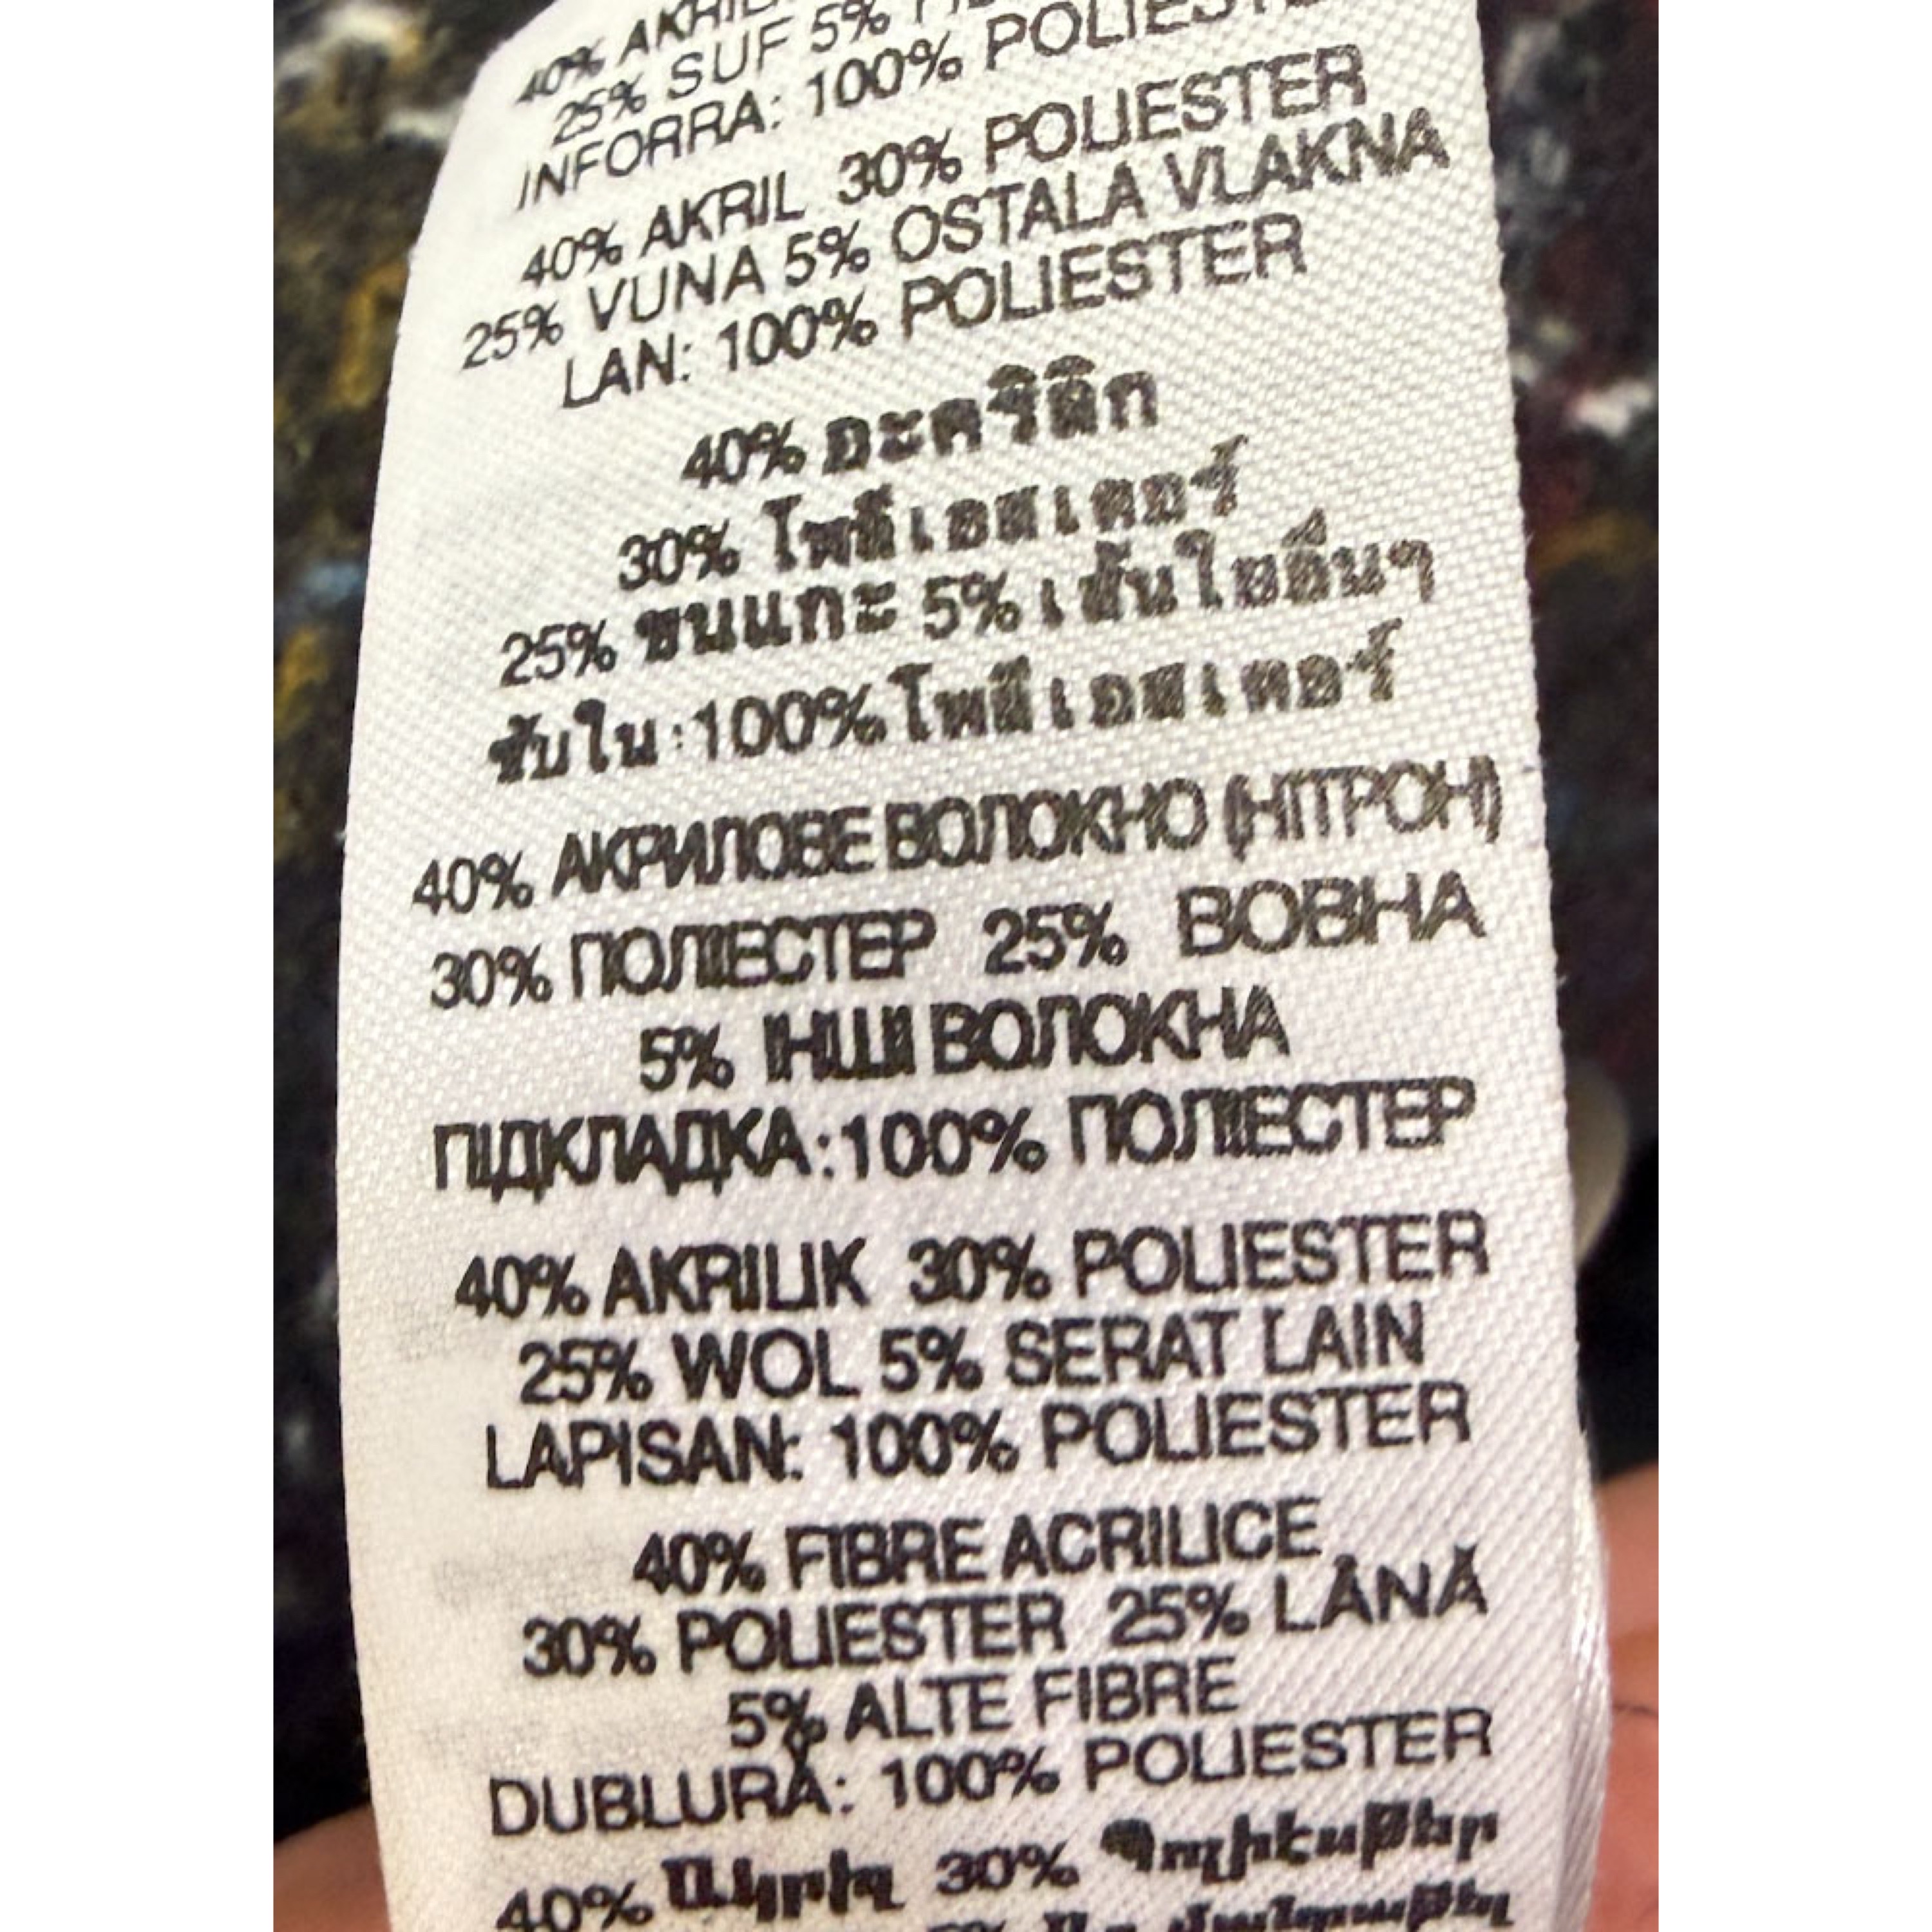 40%
25% SUF 5%
INFORRA: 100%
40% AKRIL 30% POLIESTER
25% VUNA 5% OSTALA VLAKNA
LAN: 100% POLIESTER
40% อะคริลิก
30% โพลีเอสเตอร์
25% ขนแกะ 5% เส้นใยอื่นๆ
ซับใน:100% โพลีเอสเตอร์
40% АКРИЛОВЕ ВОЛОКНО (НІТРОН)
30% ПОЛІЕСТЕР 25% ВОВНА
5% ІНШІ ВОЛОКНА
ПІДКЛАДКА:100% ПОЛІЕСТЕР
40% AKRILIK 30% POLIESTER
25% WOL 5% SERAT LAIN
LAPISAN: 100% POLIESTER
40% FIBRE ACRILICE
30% POLIESTER 25% LÂNĂ
5% ALTE FIBRE
DUBLURĂ: 100% POLIESTER
40% Ակրիլ 30% Պոլիէսթեր